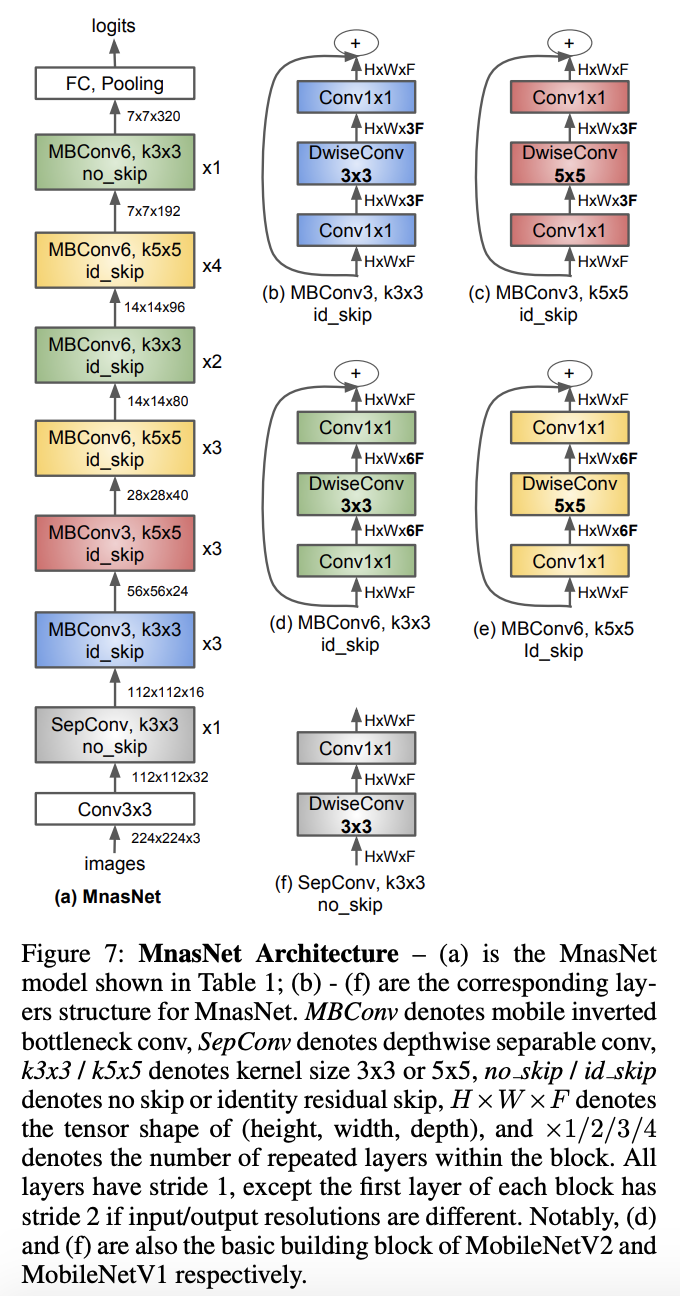 logits
FC, Pooling
7x7x320
MBConv6, k3x3
no_skip
x1
7x7x192
MBConv6, k5x5
id_skip
x4
14x14x96
MBConv6, k3x3
id_skip
x2
14x14x80
MBConv6, k5x5
id_skip
x3
28x28x40
MBConv3, k5x5
id_skip
x3
56x56x24
MBConv3, k3x3
id_skip
x3
112x112x16
SepConv, k3x3
no_skip
x1
112x112x32
Conv3x3
224x224x3
images
(a) MnasNet
+
HxWxF
Conv1x1
HxWx3F
DwiseConv
3x3
HxWx3F
Conv1x1
HxWxF
(b) MBConv3, k3x3
id_skip
+
HxWxF
Conv1x1
HxWx3F
DwiseConv
5x5
HxWx3F
Conv1x1
HxWxF
(c) MBConv3, k5x5
id_skip
+
HxWxF
Conv1x1
HxWx6F
DwiseConv
3x3
HxWx6F
Conv1x1
HxWxF
(d) MBConv6, k3x3
id_skip
+
HxWxF
Conv1x1
HxWx6F
DwiseConv
5x5
HxWx6F
Conv1x1
HxWxF
(e) MBConv6, k5x5
Id_skip
HxWxF
Conv1x1
HxWxF
DwiseConv
3x3
HxWxF
(f) SepConv, k3x3
no_skip
Figure 7: MnasNet Architecture – (a) is the MnasNet
model shown in Table 1; (b) - (f) are the corresponding lay-
ers structure for MnasNet. MBConv denotes mobile inverted
bottleneck conv, SepConv denotes depthwise separable conv,
k3x3 / k5x5 denotes kernel size 3x3 or 5x5, no_skip / id_skip
denotes no skip or identity residual skip, H × W × F denotes
the tensor shape of (height, width, depth), and ×1/2/3/4
denotes the number of repeated layers within the block. All
layers have stride 1, except the first layer of each block has
stride 2 if input/output resolutions are different. Notably, (d)
and (f) are also the basic building block of MobileNetV2 and
MobileNetV1 respectively.